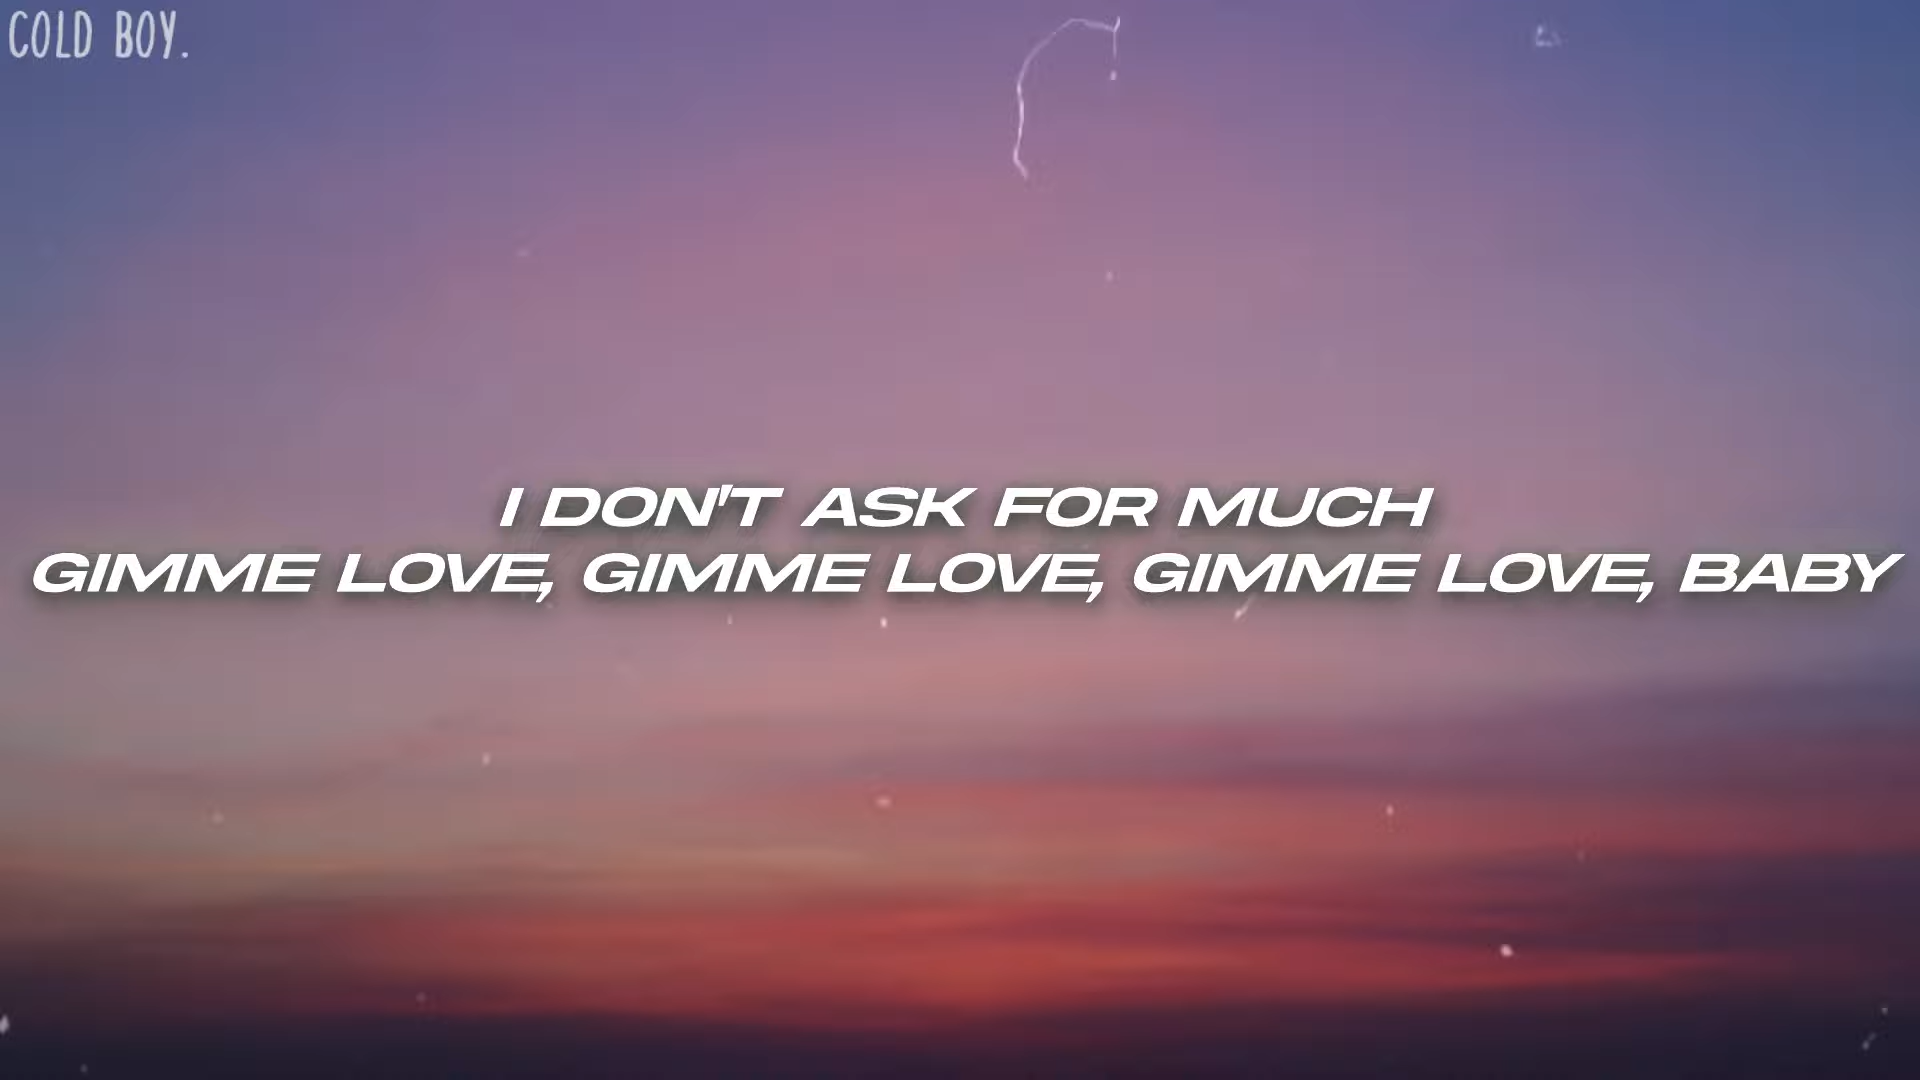 COLD BOY.
I DON'T ASK FOR MUCH
GIMME LOVE, GIMME LOVE, GIMME LOVE, BABY